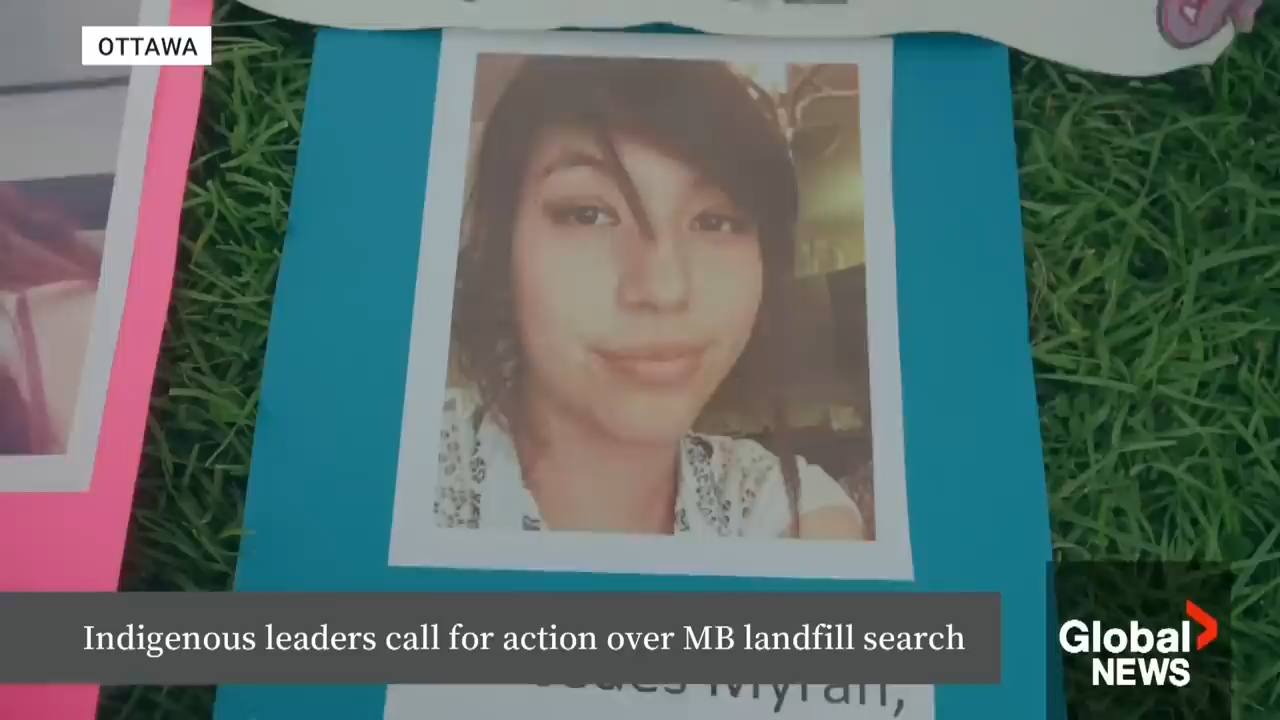 OTTAWA
Indigenous leaders call for action over MB landfill search
Global
NEWS
Myran,